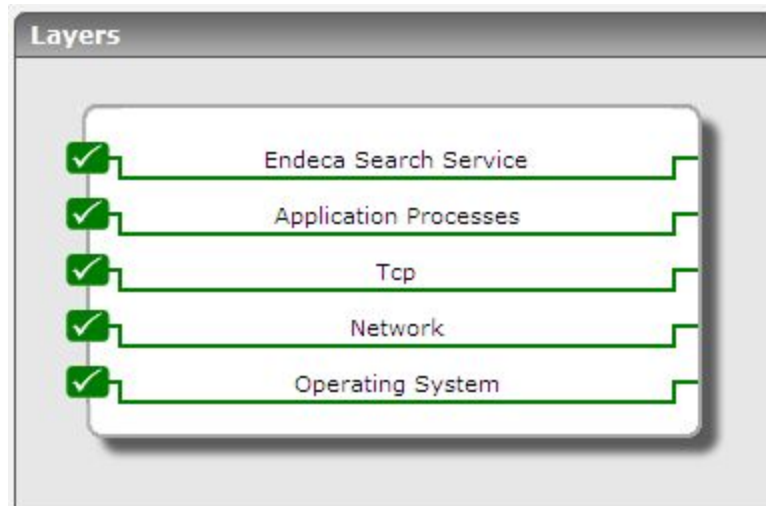 Layers
Endeca Search Service
Application Processes
Tcp
Network
Operating System